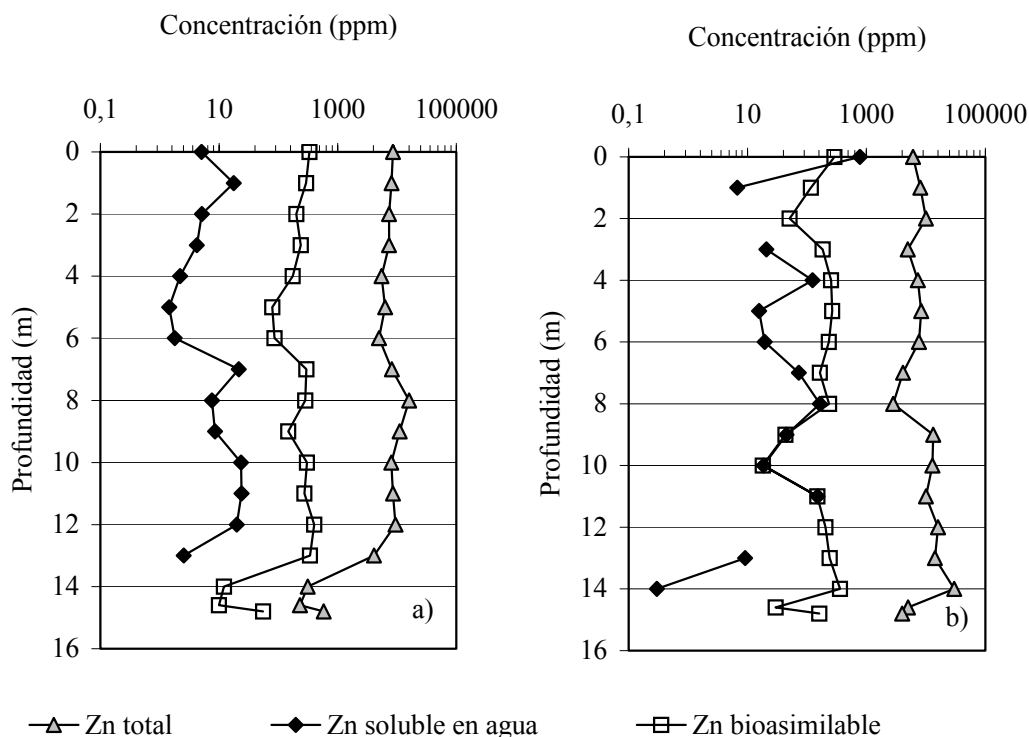 Concentración (ppm)
0,1 10 1000 100000
0
2
4
6
8
10
12
14
16
Profundidad (m)
a)
Concentración (ppm)
0,1 10 1000 100000
0
2
4
6
8
10
12
14
16
Profundidad (m)
b)
Zn total Zn soluble en agua Zn bioasimilable